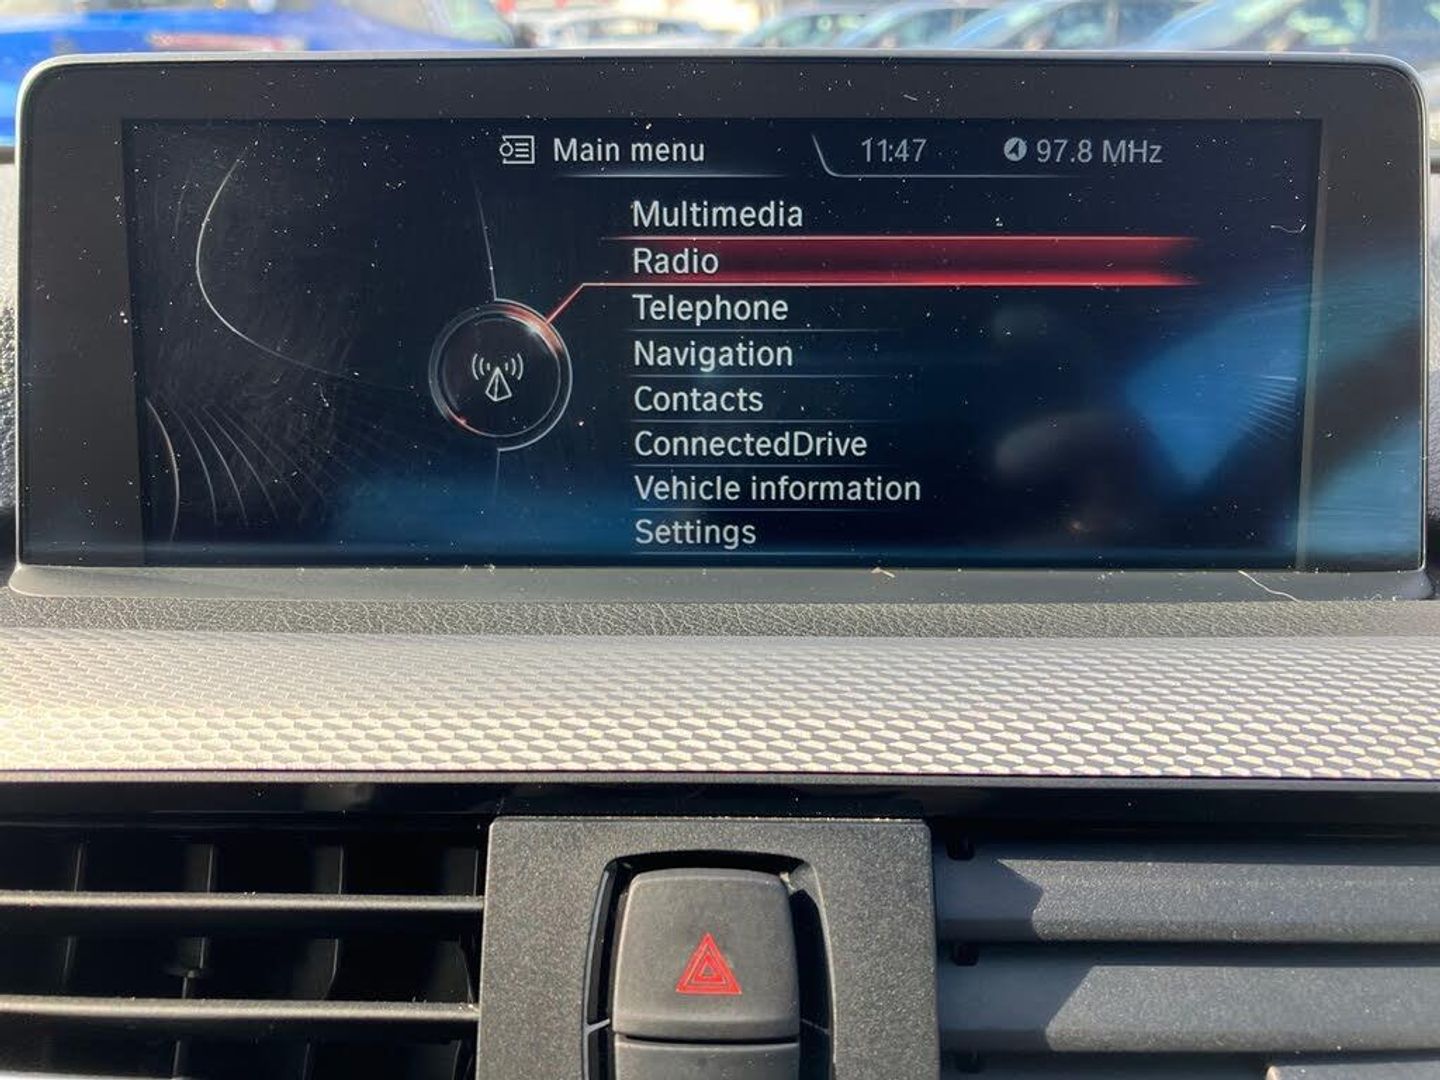 Main menu 11:47 97.8 MHz
Multimedia
Radio
Telephone
Navigation
Contacts
ConnectedDrive
Vehicle information
Settings